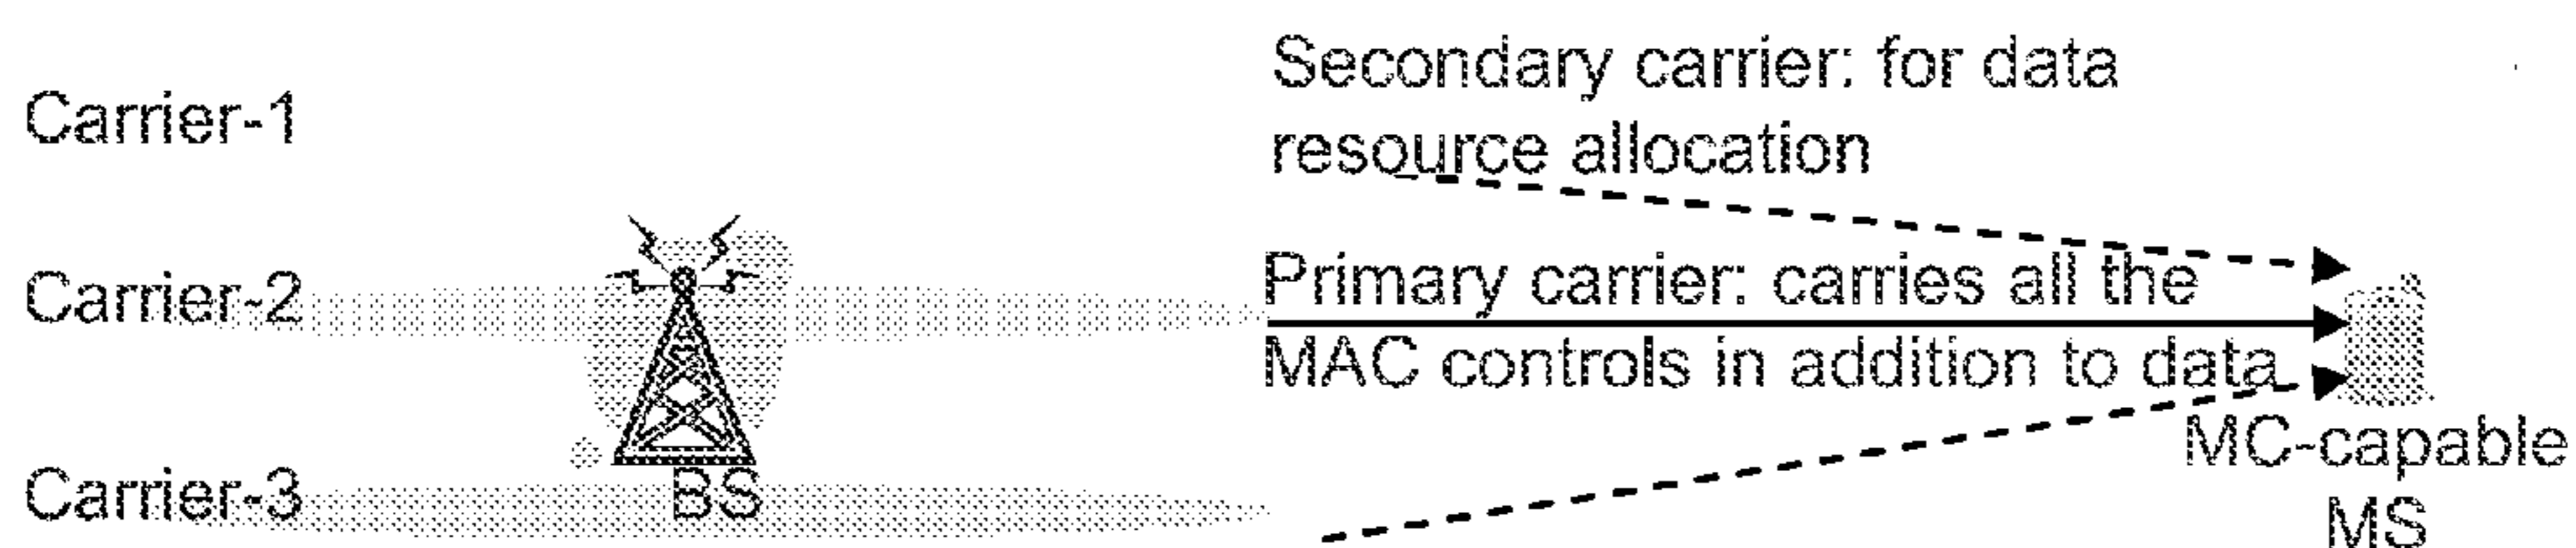 Carrier-1
Secondary carrier: for data
resource allocation
Carrier-2
Primary carrier: carries all the
MAC controls in addition to data
Carrier-3
BS
MC-capable
MS